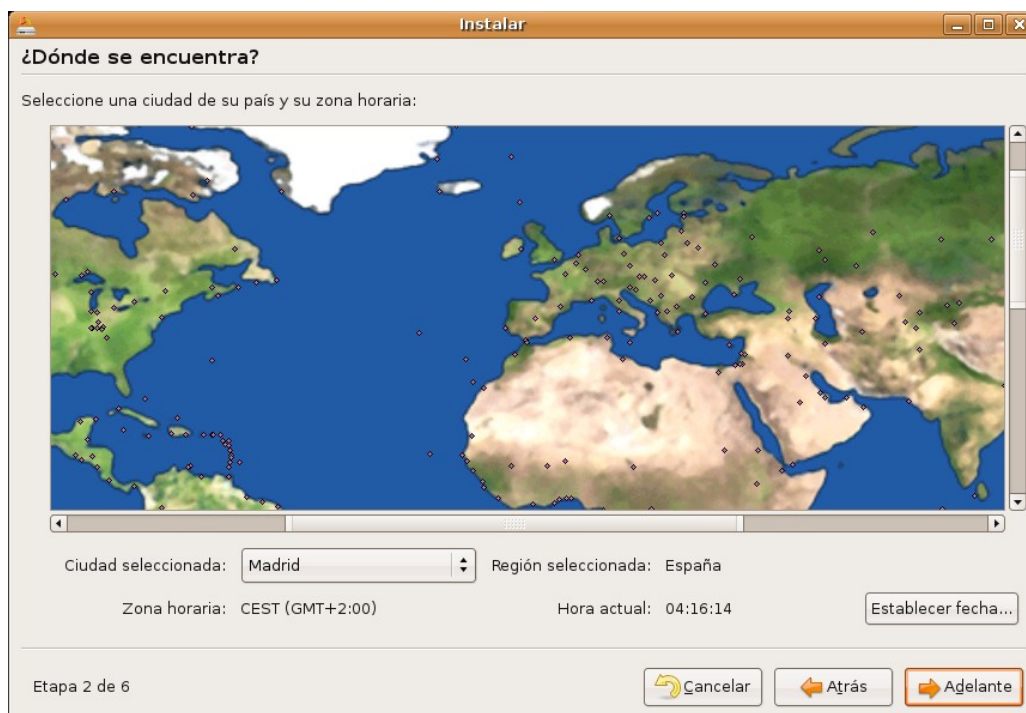 Instalar
¿Dónde se encuentra?
Seleccione una ciudad de su país y su zona horaria:
Ciudad seleccionada: Madrid Región seleccionada: España
Zona horaria: CEST (GMT+2:00) Hora actual: 04:16:14 Establecer fecha...
Etapa 2 de 6 Cancelar Atrás Adelante